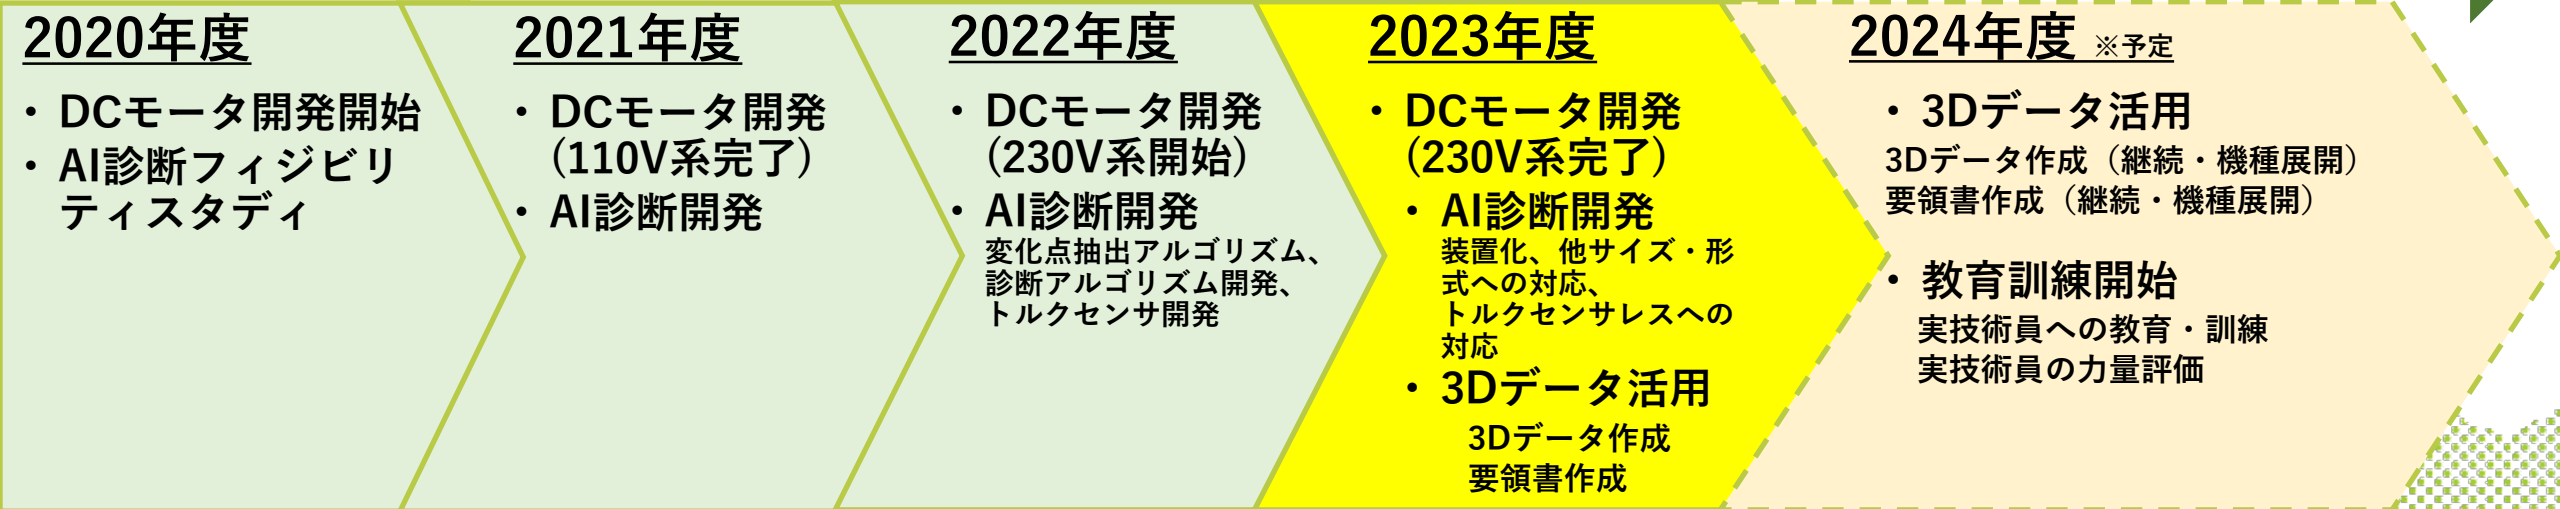 2020年度
・DCモータ開発開始
・AI診断フィジビリ
ティスタディ
2021年度
・DCモータ開発
(110V系完了)
・AI診断開発
2022年度
・DCモータ開発
(230V系開始)
・AI診断開発
変化点抽出アルゴリズム、
診断アルゴリズム開発、
トルクセンサ開発
2023年度
・DCモータ開発
(230V系完了)
・AI診断開発
装置化、他サイズ・形
式への対応、
トルクセンサレスへの
対応
・3Dデータ活用
3Dデータ作成
要領書作成
2024年度 ※予定
・3Dデータ活用
3Dデータ作成（継続・機種展開）
要領書作成（継続・機種展開）
・教育訓練開始
実技術員への教育・訓練
実技術員の力量評価